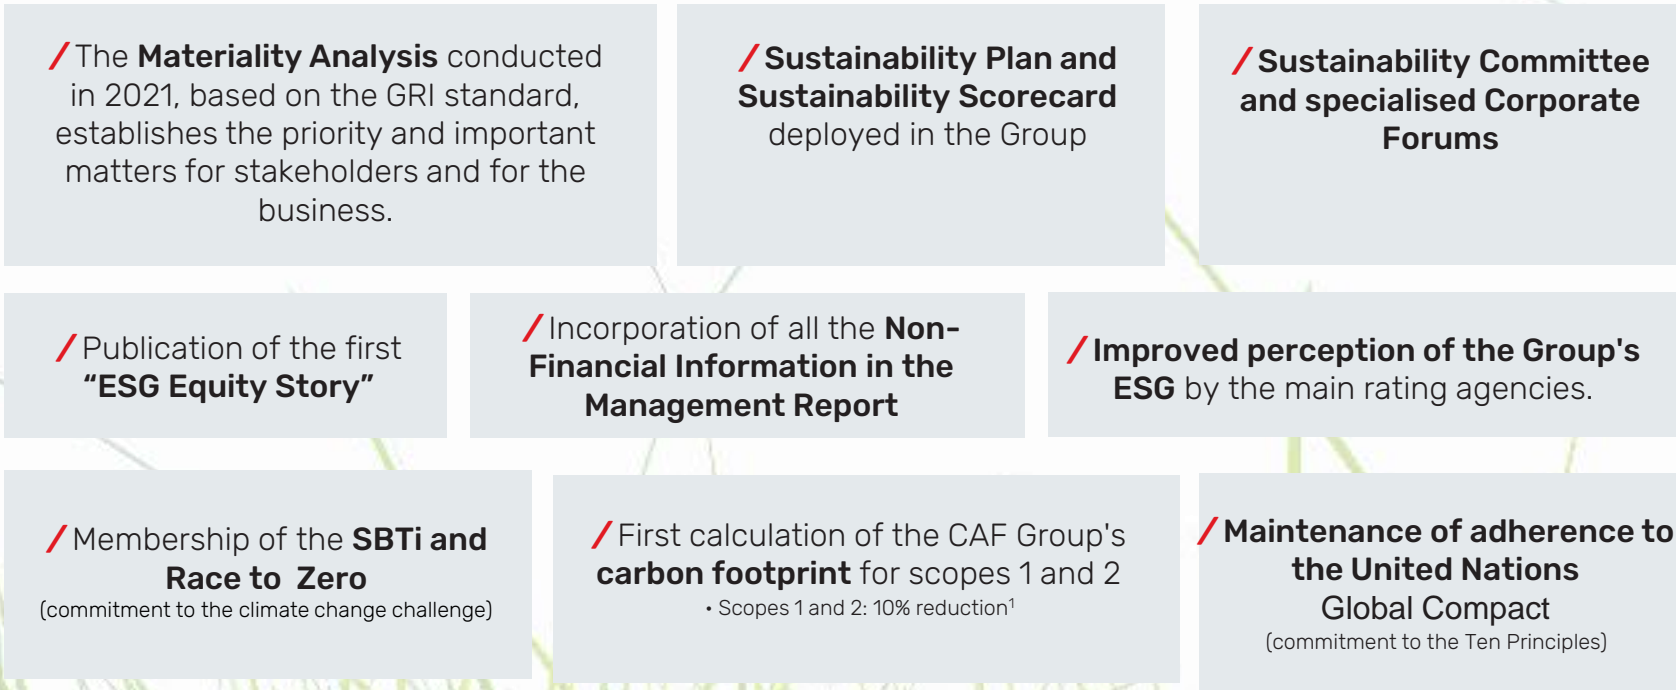 / The Materiality Analysis conducted
in 2021, based on the GRI standard,
establishes the priority and important
matters for stakeholders and for the
business.
/ Sustainability Plan and
Sustainability Scorecard
deployed in the Group
/ Sustainability Committee
and specialised Corporate
Forums
/ Publication of the first
“ESG Equity Story”
/ Incorporation of all the Non-
Financial Information in the
Management Report
/ Improved perception of the Group's
ESG by the main rating agencies.
/ Membership of the SBTi and
Race to Zero
(commitment to the climate change challenge)
/ First calculation of the CAF Group's
carbon footprint for scopes 1 and 2
• Scopes 1 and 2: 10% reduction¹
/ Maintenance of adherence to
the United Nations
Global Compact
(commitment to the Ten Principles)